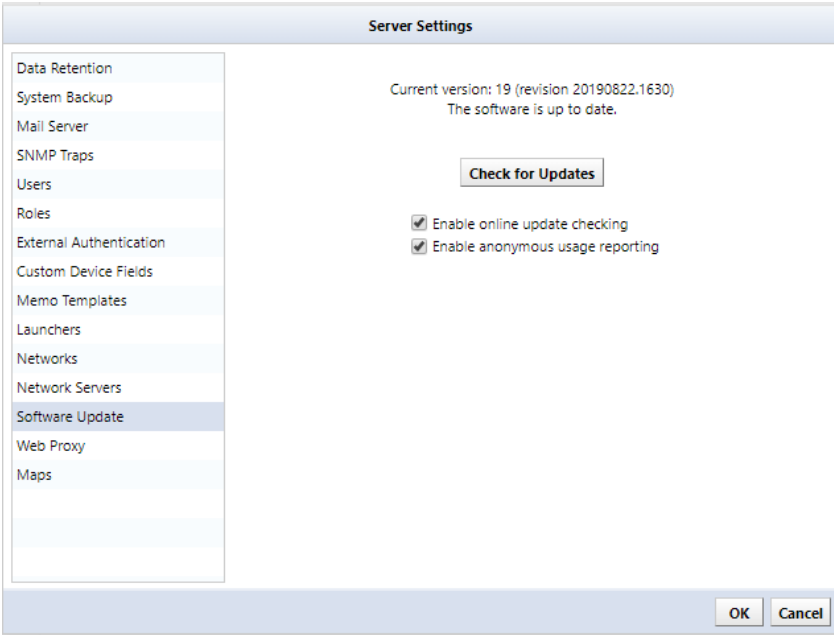 Server Settings
Data Retention
System Backup
Mail Server
SNMP Traps
Users
Roles
External Authentication
Custom Device Fields
Memo Templates
Launchers
Networks
Network Servers
Software Update
Web Proxy
Maps
Current version: 19 (revision 20190822.1630)
The software is up to date.
Check for Updates
Enable online update checking
Enable anonymous usage reporting
OK
Cancel